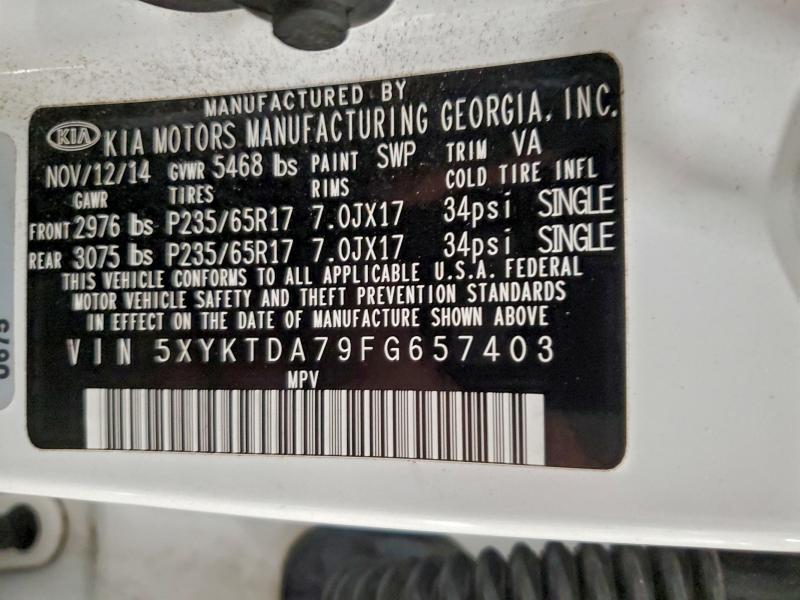 MANUFACTURED BY
KIA KIA MOTORS MANUFACTURING GEORGIA, INC.
NOV/12/14 GVWR 5468 lbs PAINT SWP TRIM VA
GAWR TIRES RIMS COLD TIRE INFL
FRONT 2976 lbs P235/65R17 7.0JX17 34psi SINGLE
REAR 3075 lbs P235/65R17 7.0JX17 34psi SINGLE
THIS VEHICLE CONFORMS TO ALL APPLICABLE U.S.A. FEDERAL
MOTOR VEHICLE SAFETY AND THEFT PREVENTION STANDARDS
IN EFFECT ON THE DATE OF MANUFACTURE SHOWN ABOVE
VIN 5XYKTDA79FG657403
MPV